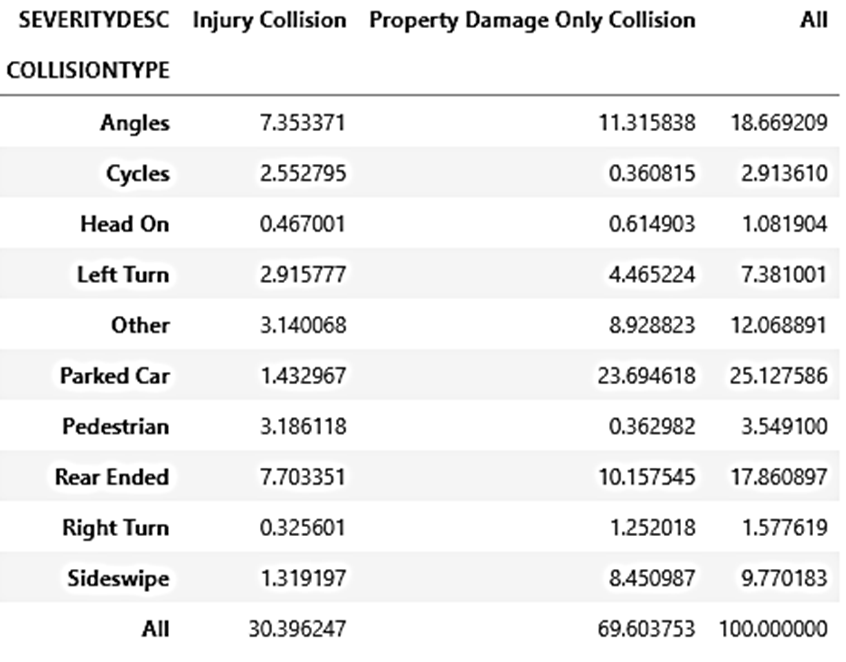 SEVERITYDESC Injury Collision Property Damage Only Collision All
COLLISIONTYPE
Angles 7.353371 11.315838 18.669209
Cycles 2.552795 0.360815 2.913610
Head On 0.467001 0.614903 1.081904
Left Turn 2.915777 4.465224 7.381001
Other 3.140068 8.928823 12.068891
Parked Car 1.432967 23.694618 25.127586
Pedestrian 3.186118 0.362982 3.549100
Rear Ended 7.703351 10.157545 17.860897
Right Turn 0.325601 1.252018 1.577619
Sideswipe 1.319197 8.450987 9.770183
All 30.396247 69.603753 100.000000